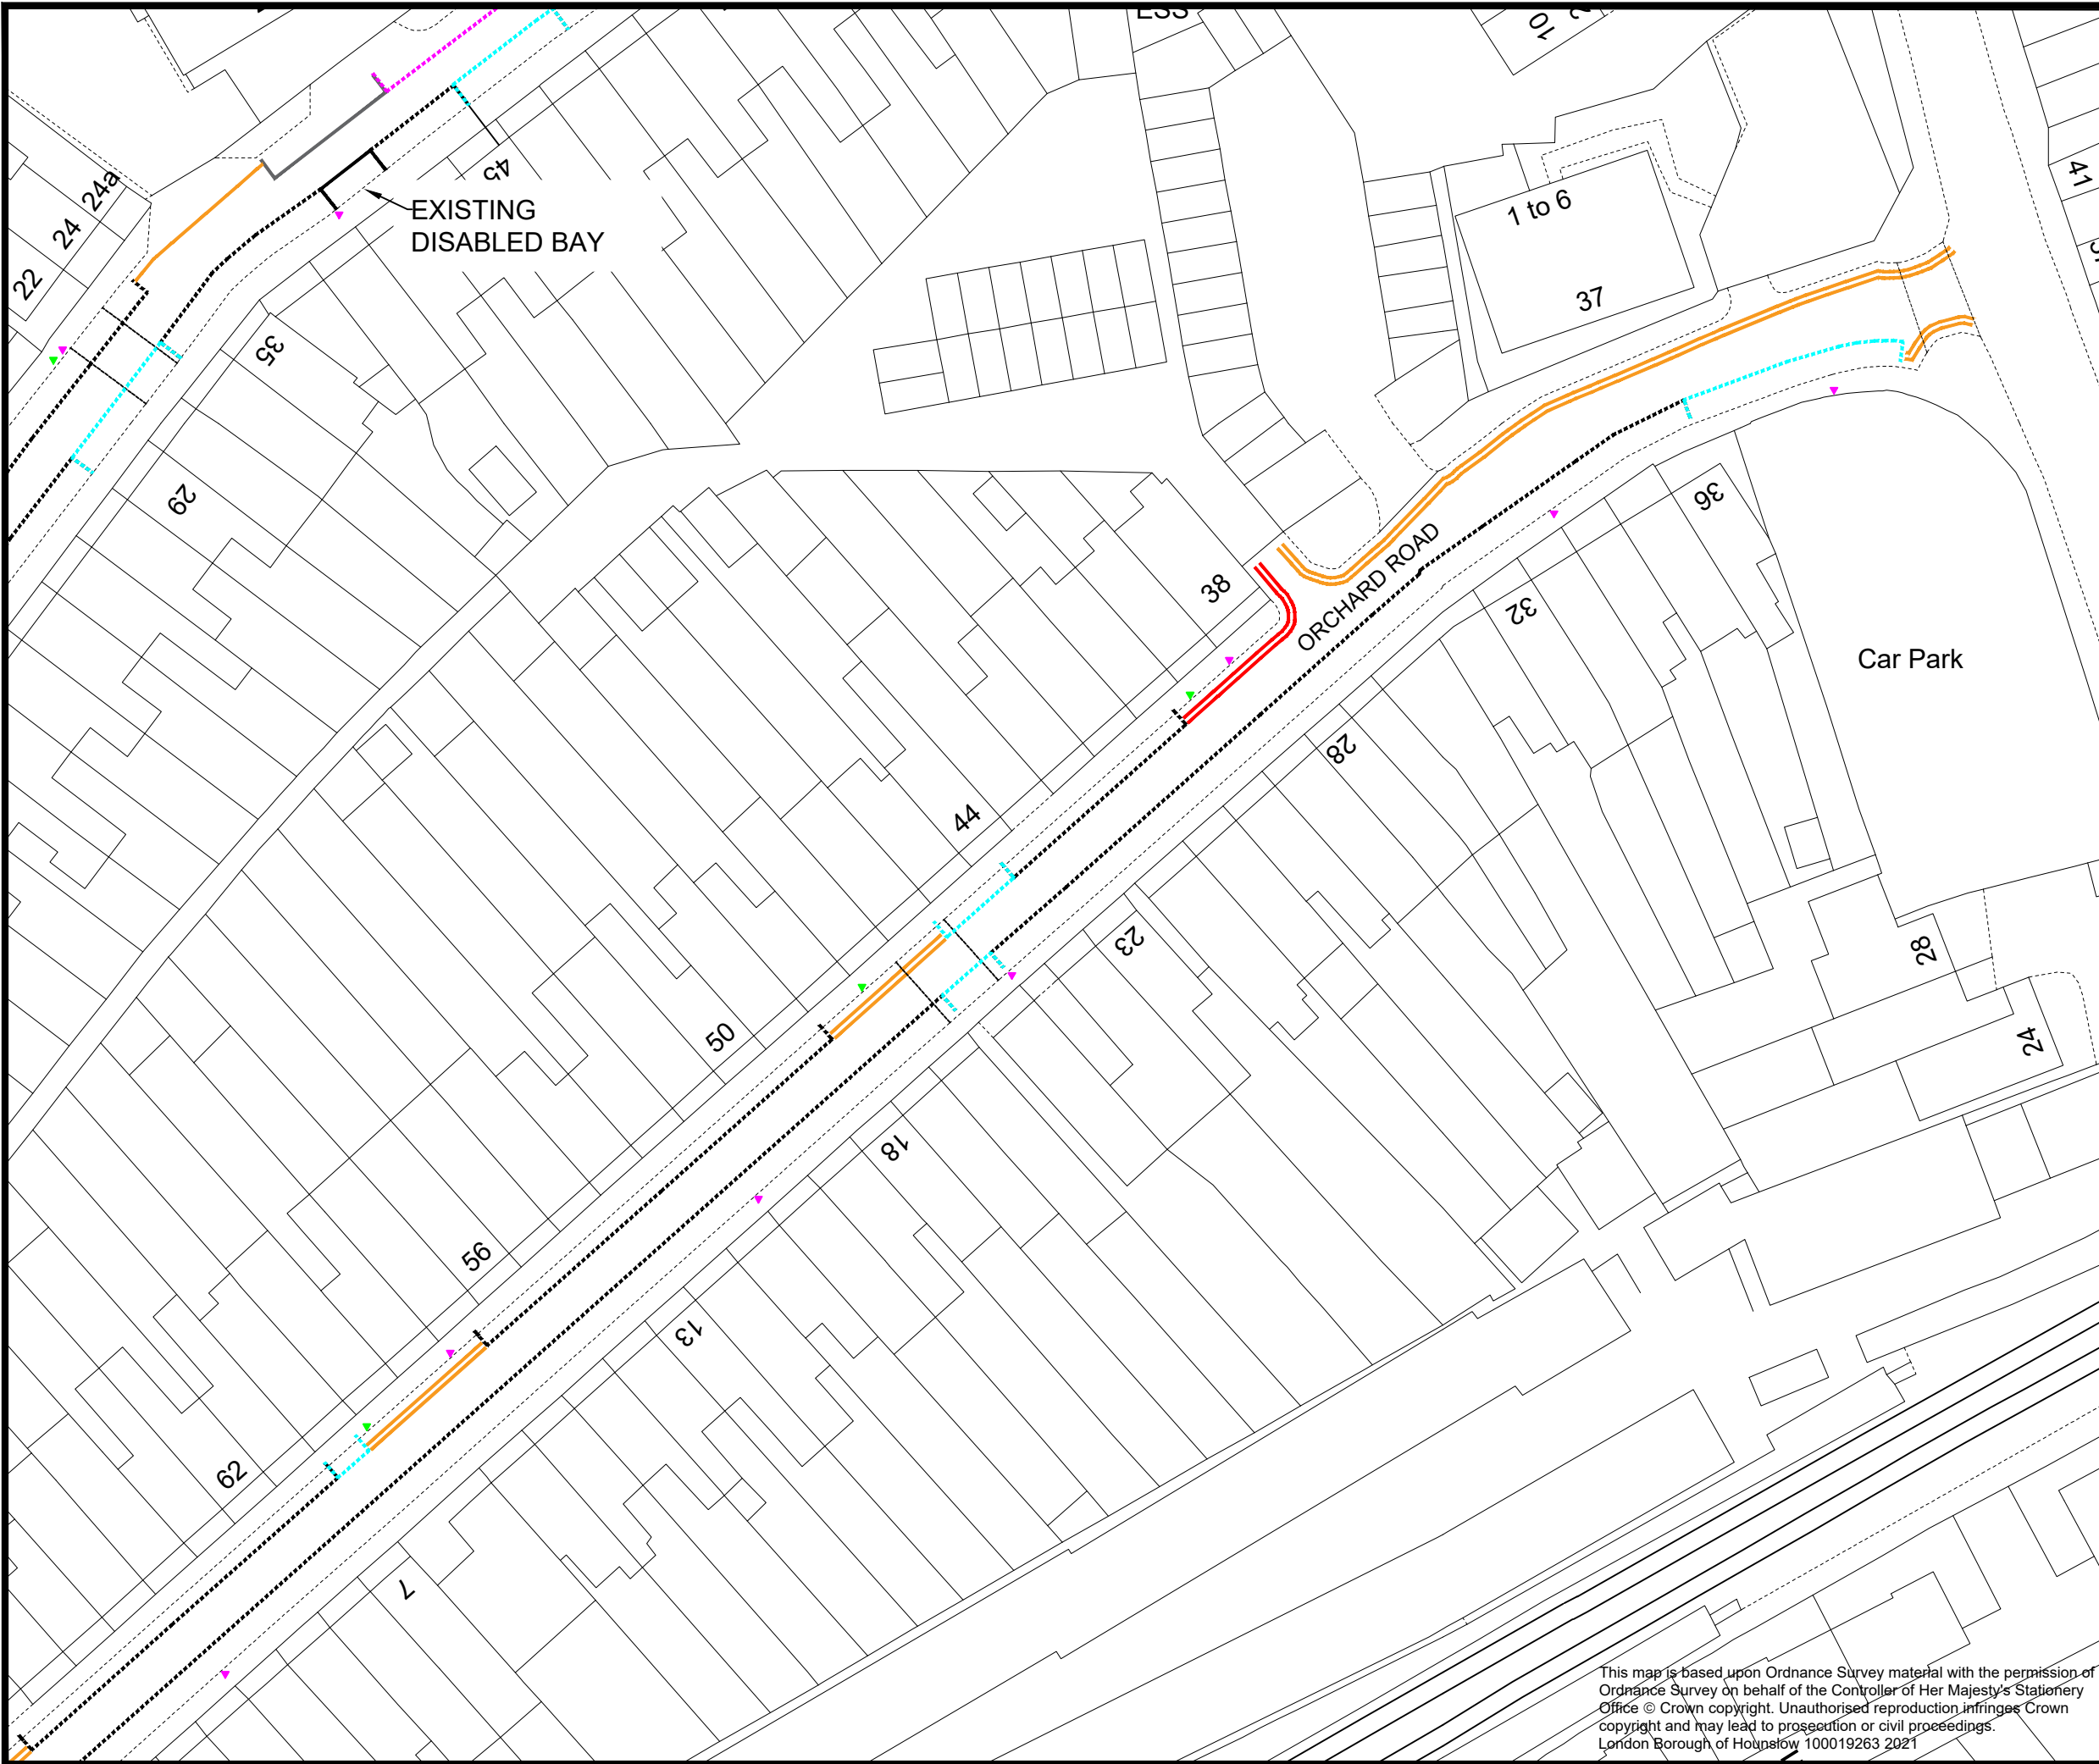 10
41
1 to 6
24a
24
45
EXISTING
DISABLED BAY
22
37
35
29
36
ORCHARD ROAD
38
32
Car Park
28
44
23
28
50
24
18
56
13
62
7
This map is based upon Ordnance Survey material with the permission of
Ordnance Survey on behalf of the Controller of Her Majesty's Stationery
Office © Crown copyright. Unauthorised reproduction infringes Crown
copyright and may lead to prosecution or civil proceedings.
London Borough of Hounslow 100019263 2021